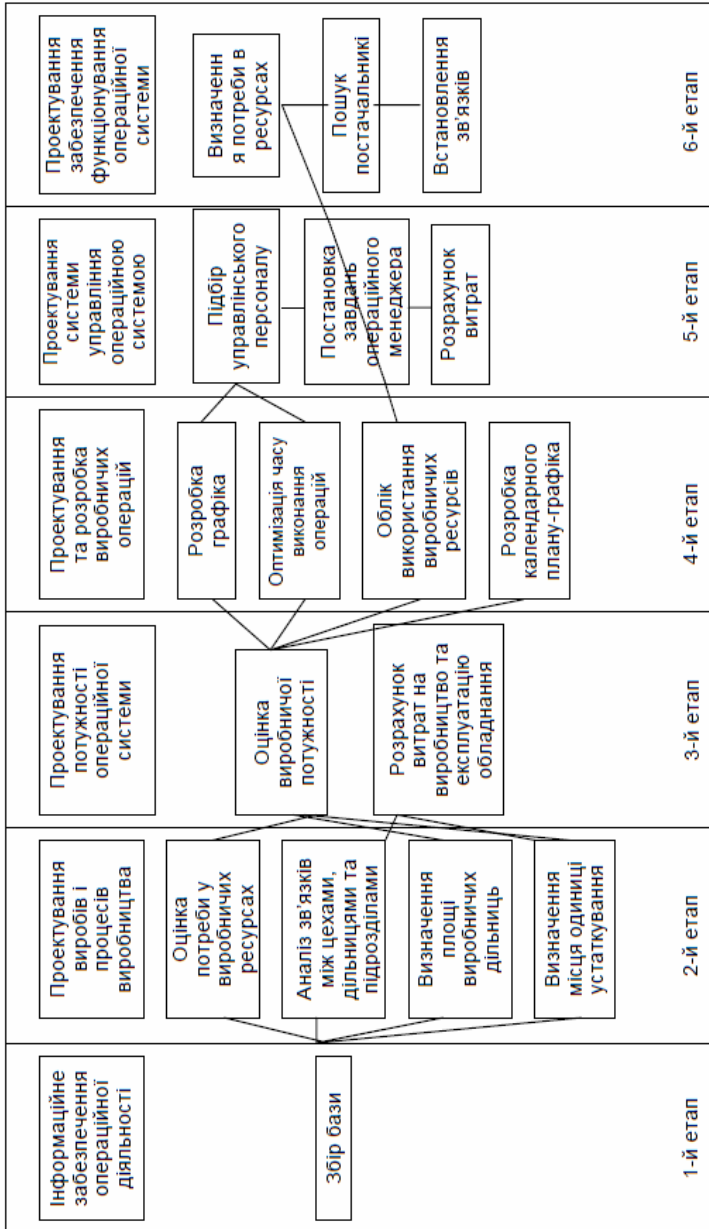 Інформаційне
забезпечення
операційної
діяльності
Збір бази
1-й етап
Проектування
виробів і
процесів
виробництва
Оцінка
потреби у
виробничих
ресурсах
Аналіз зв'язків
між цехами,
дільницями та
підрозділами
Визначення
площі
виробничих
дільниць
Визначення
місця одиниці
устаткування
2-й етап
Проектування
потужності
операційної
системи
Оцінка
виробничої
потужності
Розрахунок
витрат на
виробництво та
експлуатацію
обладнання
3-й етап
Проектування
та розробка
виробничих
операцій
Розробка
графіка
Оптимізація часу
виконання
операцій
Облік
використання
виробничих
ресурсів
Розробка
календарного
плану-графіка
4-й етап
Проектування
системи
управління
операційною
системою
Підбір
управлінського
персоналу
Постановка
завдань
операційного
менеджера
Розрахунок
витрат
5-й етап
Проектування
забезпечення
функціонування
операційної
системи
Визначенн
я потреби в
ресурсах
Пошук
постачальникі
Встановлення
зв'язків
6-й етап